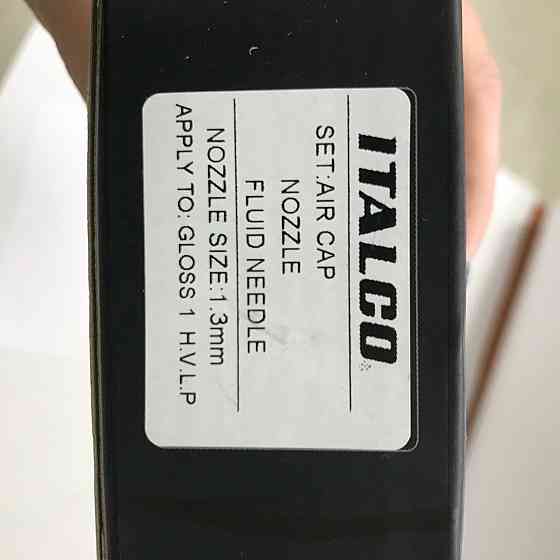 ITALCO
SET:AIR CAP
NOZZLE
FLUID NEEDLE
NOZZLE SIZE:1.3mm
APPLY TO: GLOSS 1 H.V.L.P